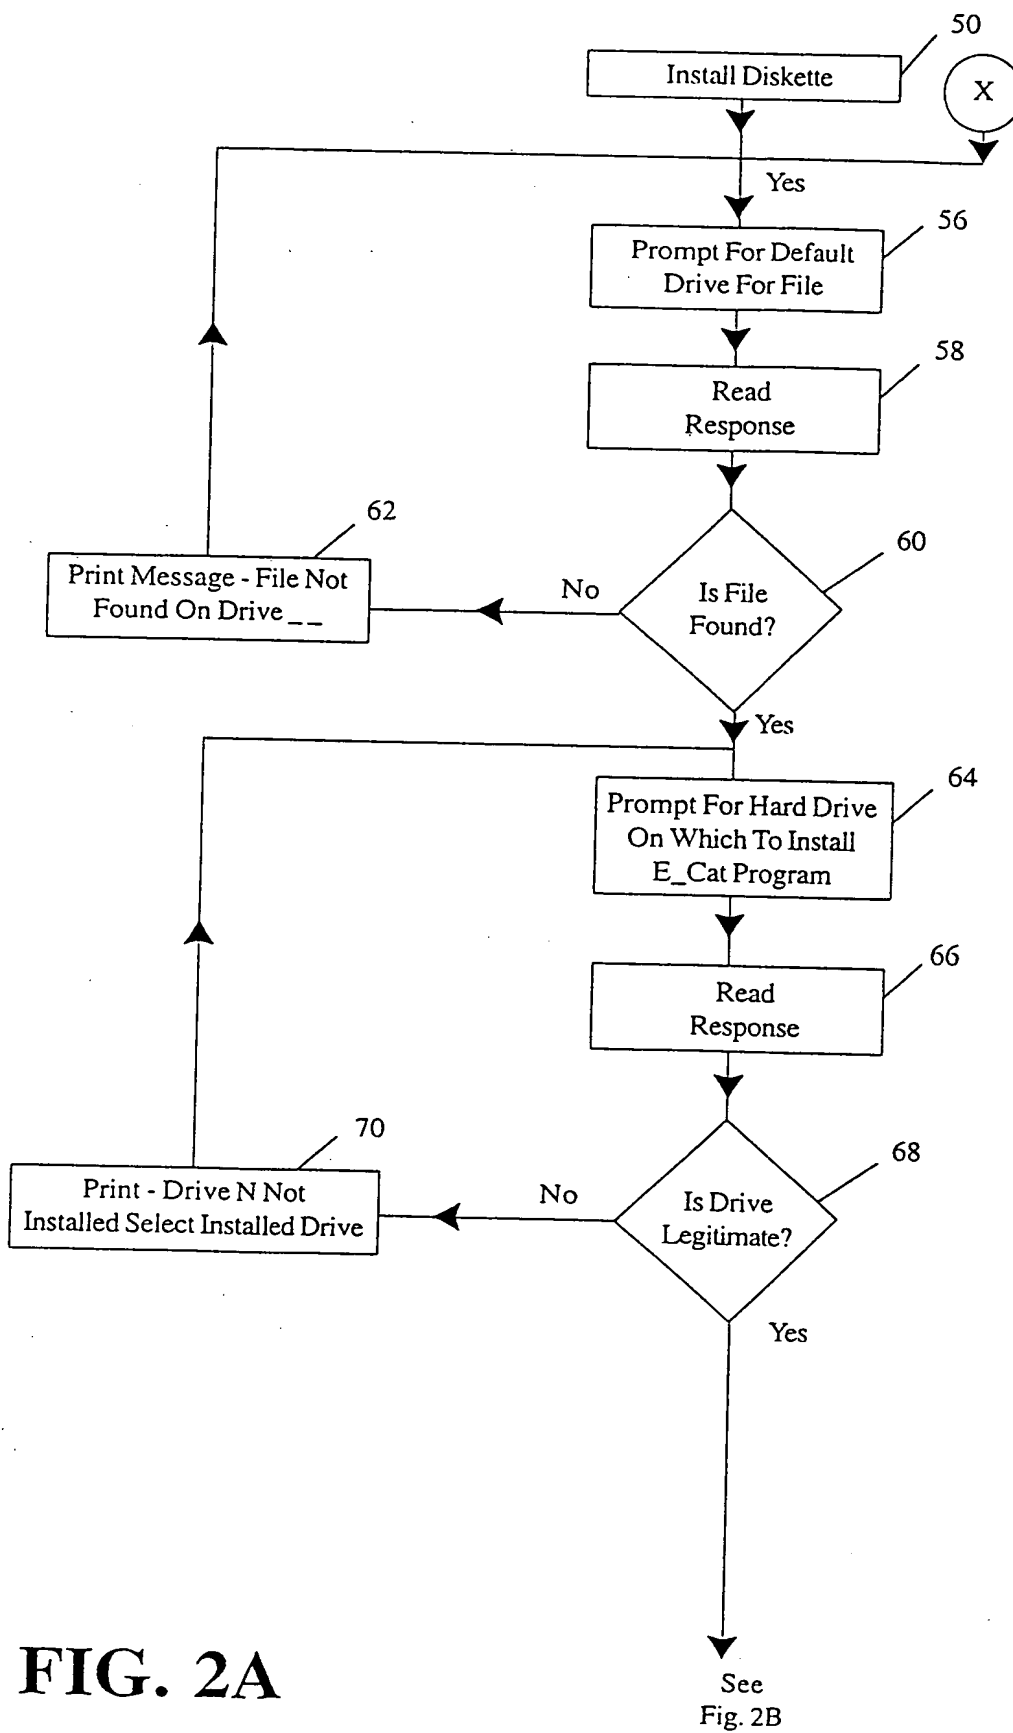 50
Install Diskette
X
Yes
56
Prompt For Default
Drive For File
58
Read
Response
62
60
Print Message - File Not
Found On Drive _ _
No
Is File
Found?
Yes
64
Prompt For Hard Drive
On Which To Install
E_Cat Program
66
Read
Response
70
68
Print - Drive N Not
Installed Select Installed Drive
No
Is Drive
Legitimate?
Yes
FIG. 2A
See
Fig. 2B